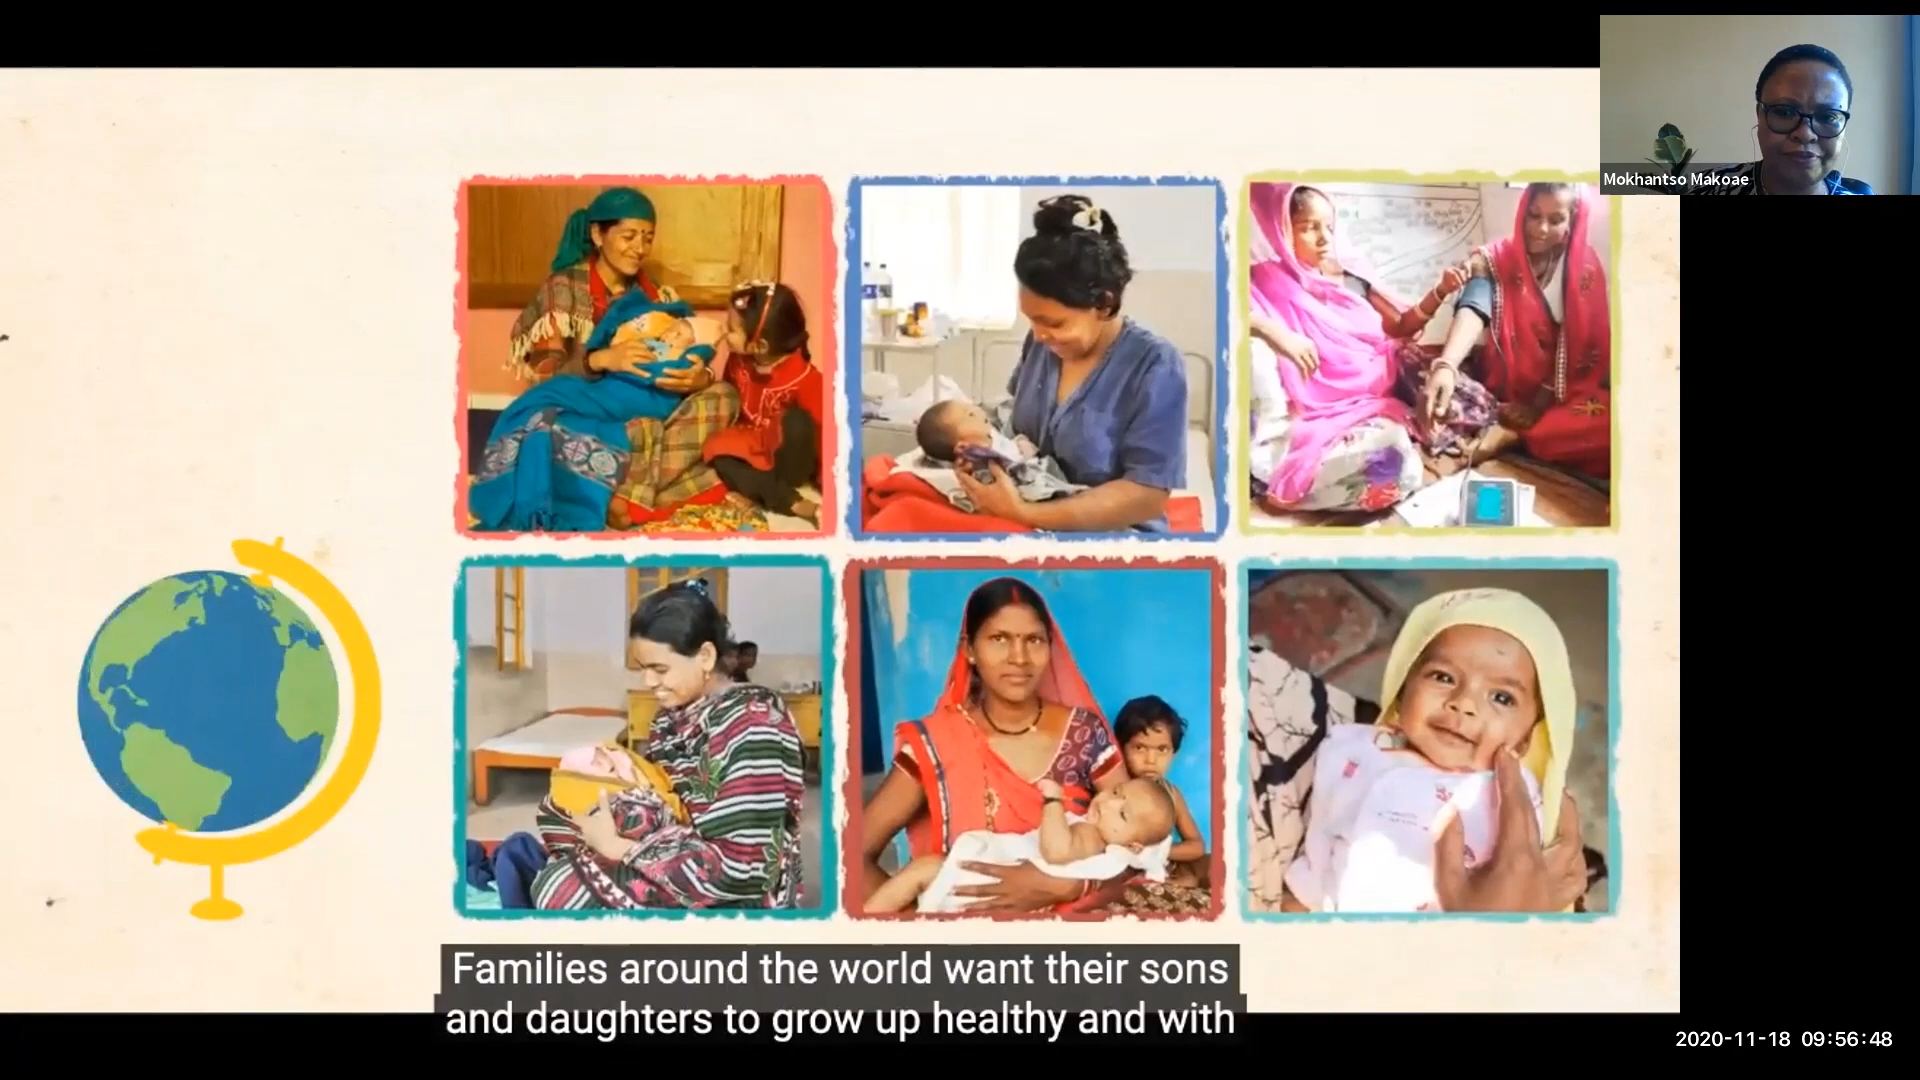 Mokhantso Makoae
Families around the world want their sons
and daughters to grow up healthy and with
2020-11-18 09:56:48